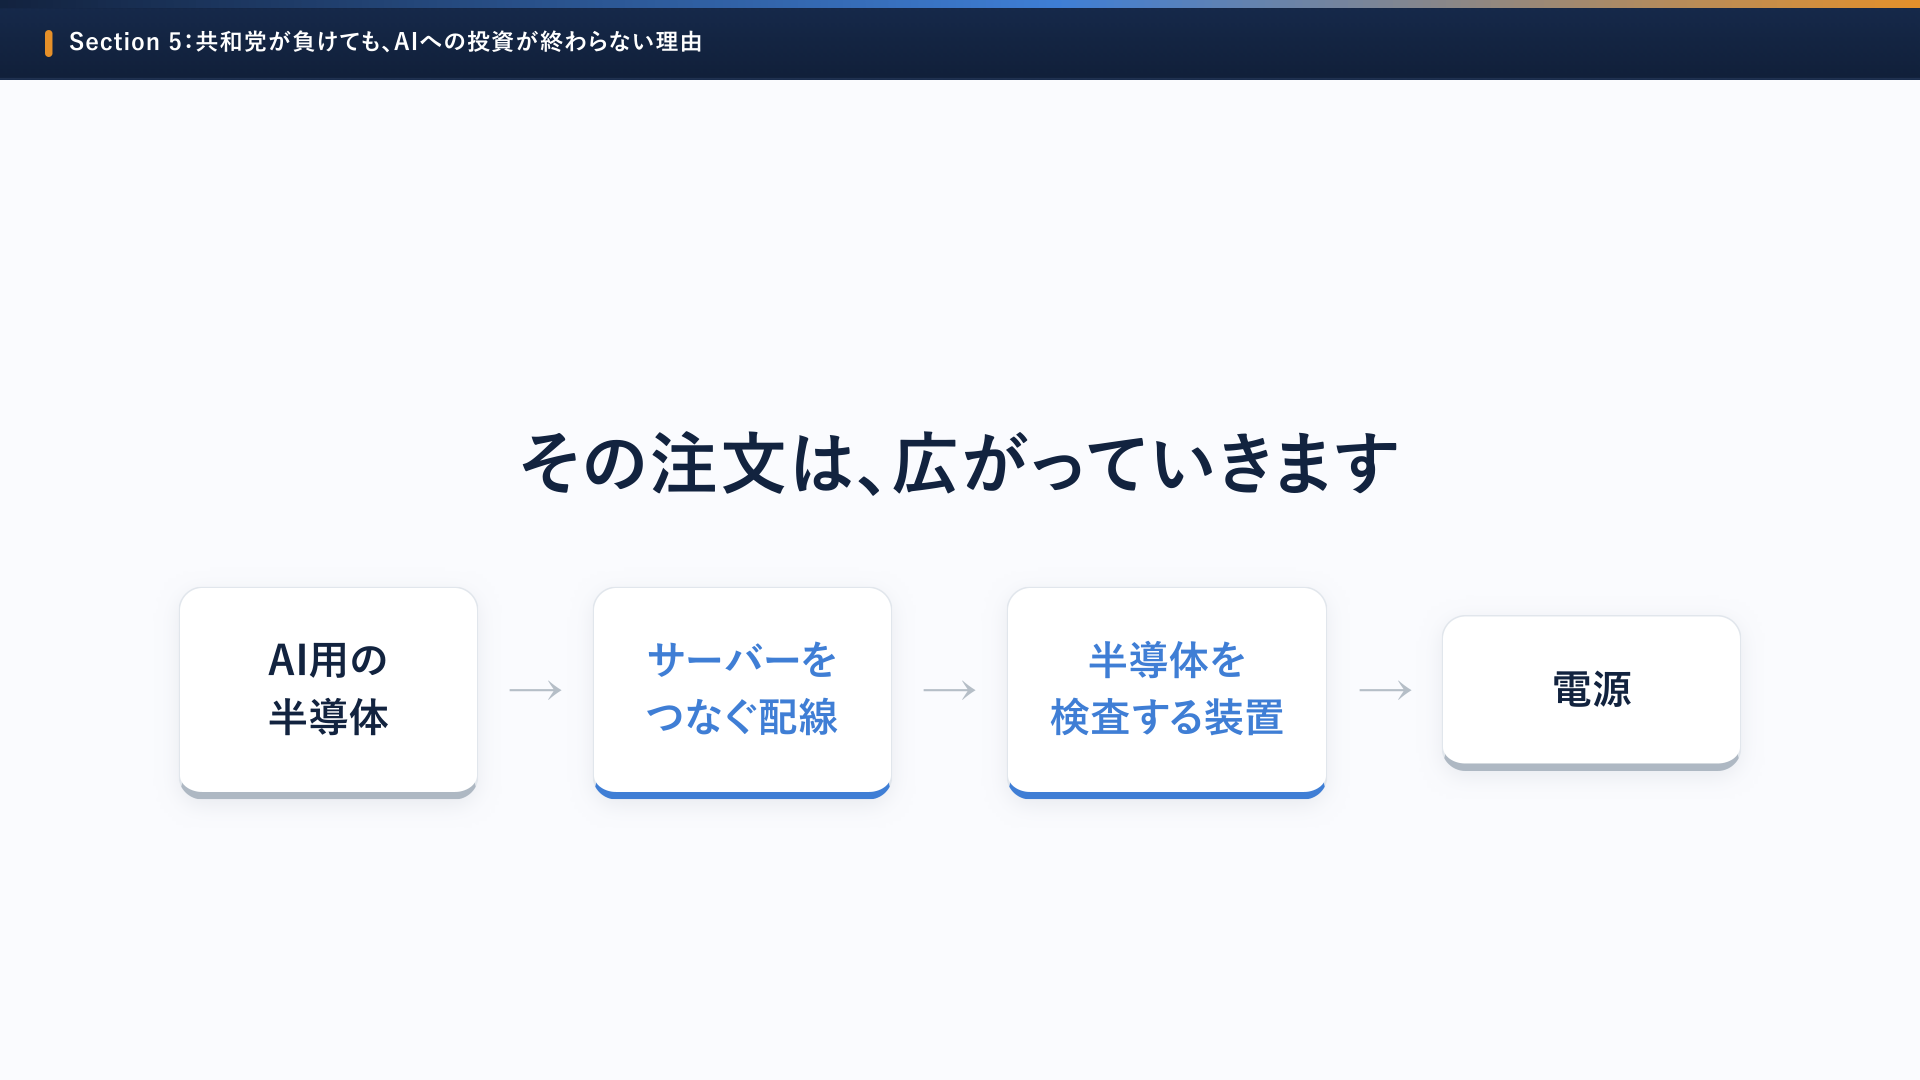 Section 5：共和党が負けても、AIへの投資が終わらない理由
その注文は、広がっていきます
AI用の
半導体
サーバーを
つなぐ配線
半導体を
検査する装置
電源